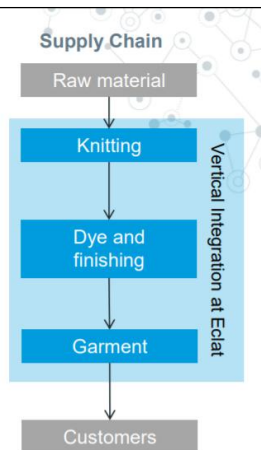 Supply Chain
Raw material
Knitting
Dye and
finishing
Garment
Vertical Integration at Eclat
Customers